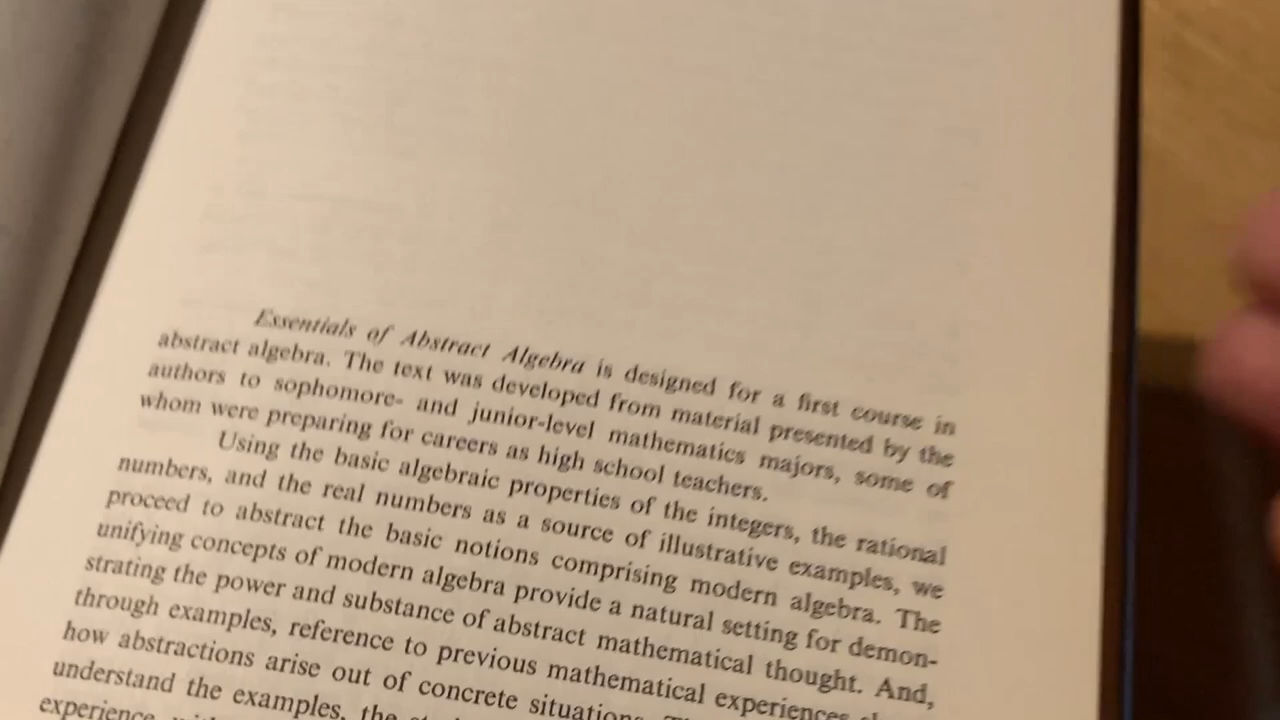 Essentials of Abstract Algebra is designed for a first course in
abstract algebra. The text was developed from material presented by the
authors to sophomore- and junior-level mathematics majors, some of
whom were preparing for careers as high school teachers.
Using the basic algebraic properties of the integers, the rational
numbers, and the real numbers as a source of illustrative examples, we
proceed to abstract the basic notions comprising modern algebra. The
unifying concepts of modern algebra provide a natural setting for demon-
strating the power and substance of abstract mathematical thought. And,
through examples, reference to previous mathematical experiences
how abstractions arise out of concrete situations.
understand the examples, the
experience